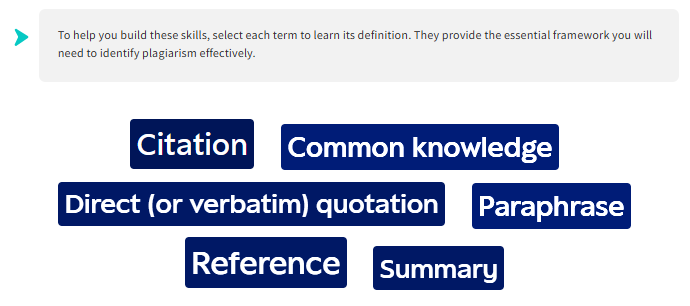 To help you build these skills, select each term to learn its definition. They provide the essential framework you will
need to identify plagiarism effectively.
Citation
Common knowledge
Direct (or verbatim) quotation
Paraphrase
Reference
Summary